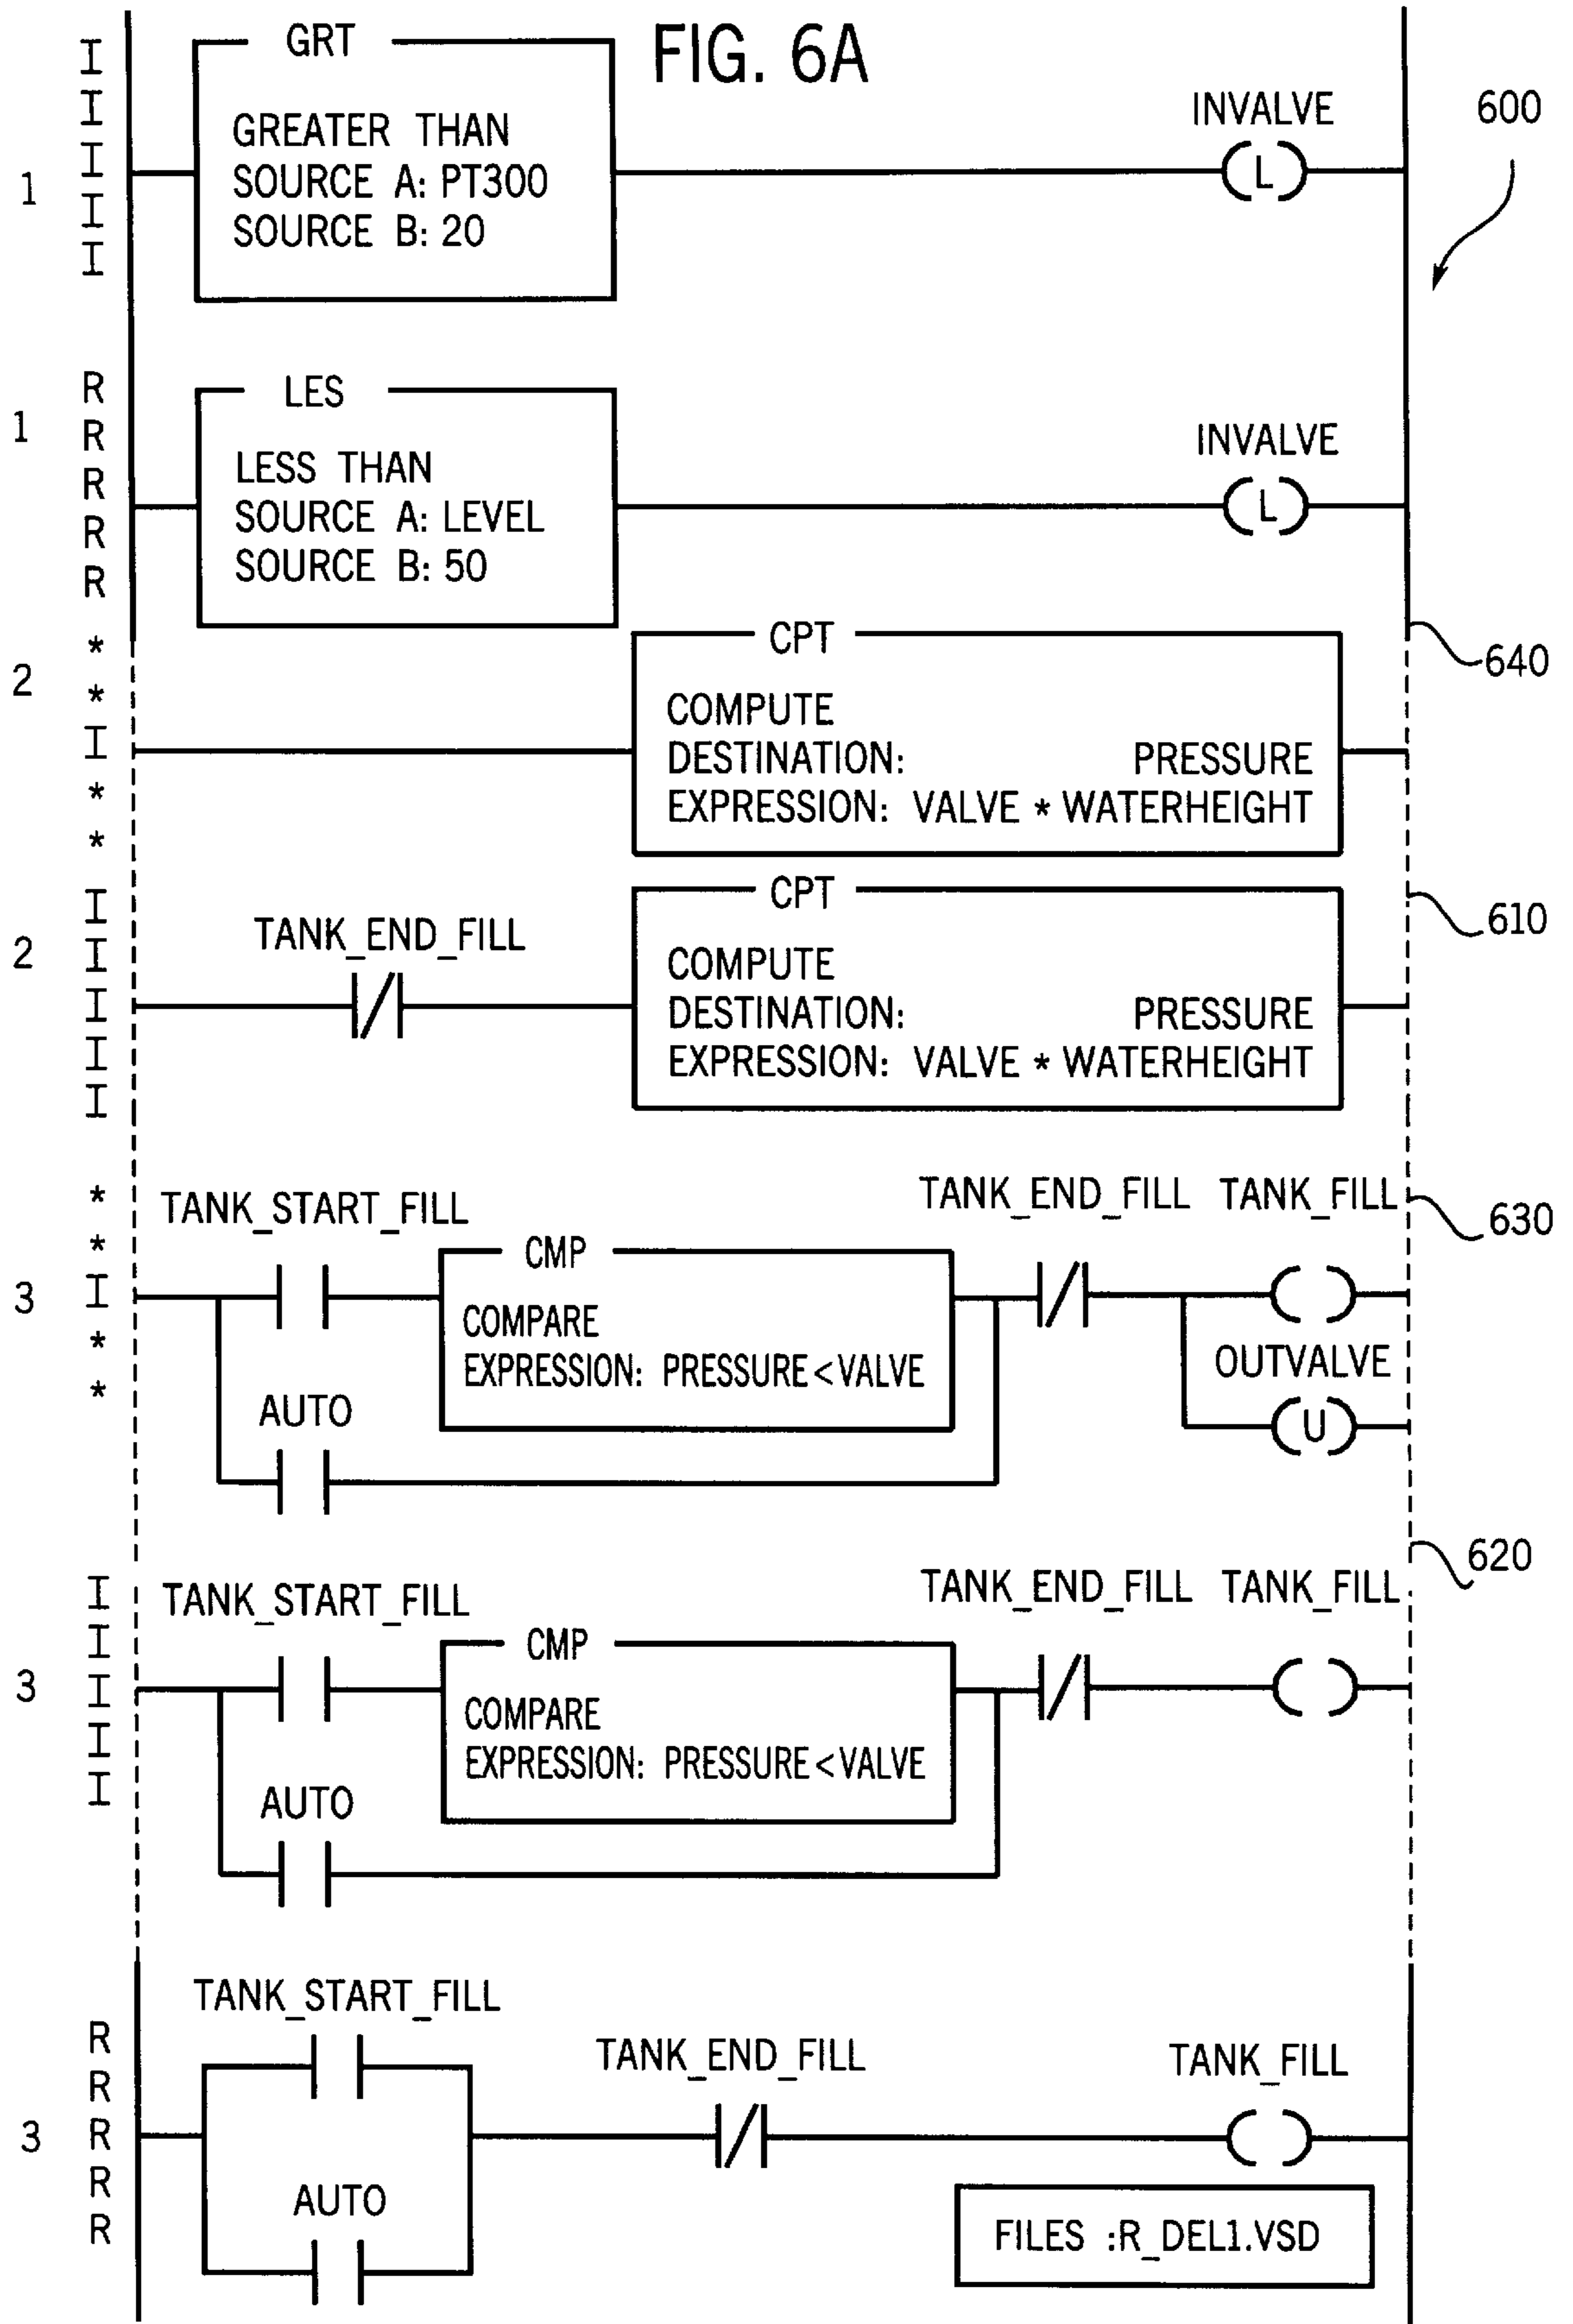 FIG. 6A
600
1
I
I
I
I
I
GRT
GREATER THAN
SOURCE A: PT300
SOURCE B: 20
INVALVE
L
1
R
R
R
R
R
LES
LESS THAN
SOURCE A: LEVEL
SOURCE B: 50
INVALVE
L
640
2
*
*
I
*
*
CPT
COMPUTE
DESTINATION: PRESSURE
EXPRESSION: VALVE * WATERHEIGHT
610
2
I
I
I
I
I
TANK_END_FILL
CPT
COMPUTE
DESTINATION: PRESSURE
EXPRESSION: VALVE * WATERHEIGHT
630
3
*
*
I
*
*
TANK_START_FILL
CMP
COMPARE
EXPRESSION: PRESSURE<VALVE
AUTO
TANK_END_FILL TANK_FILL
OUTVALVE
U
620
3
I
I
I
I
I
TANK_START_FILL
CMP
COMPARE
EXPRESSION: PRESSURE<VALVE
AUTO
TANK_END_FILL TANK_FILL
3
R
R
R
R
R
TANK_START_FILL
AUTO
TANK_END_FILL
TANK_FILL
FILES :R_DEL1.VSD